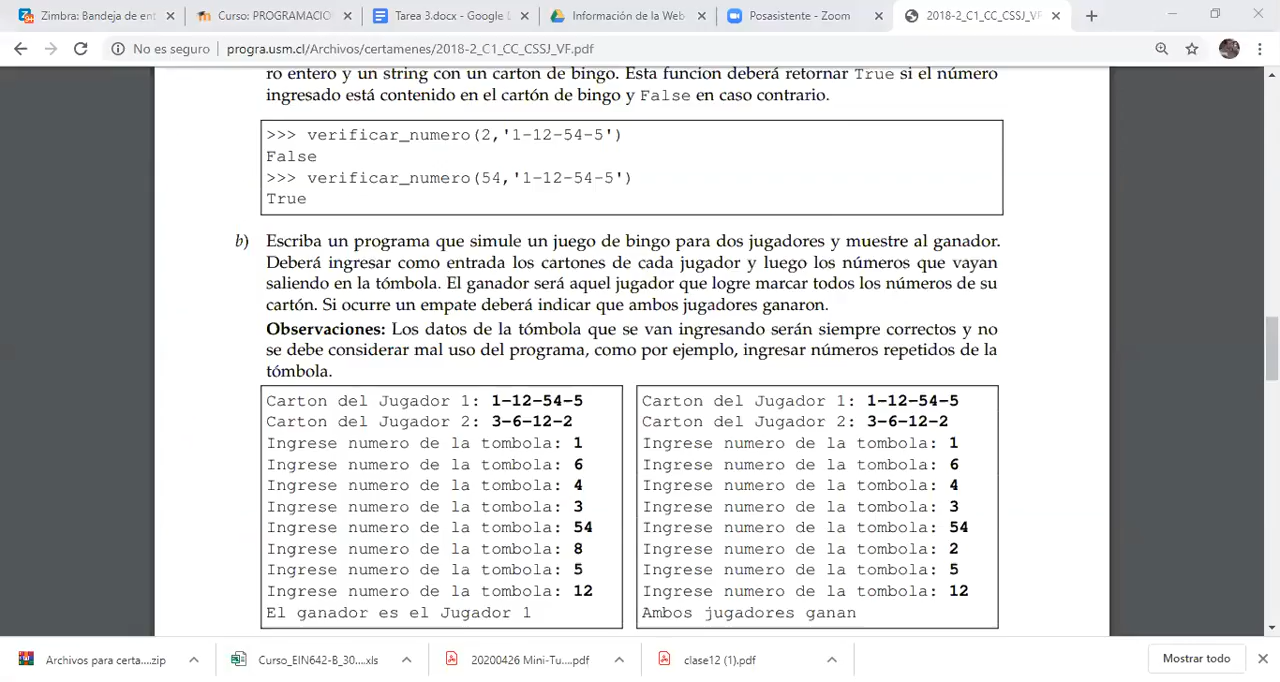 Zimbra: Bandeja de ent
Curso: PROGRAMACIO
Tarea 3.docx - Google L
Información de la Web
Posasistente - Zoom
2018-2_C1_CC_CSSJ_VF.pdf
No es seguro
progra.usm.cl/Archivos/certamenes/2018-2_C1_CC_CSSJ_VF.pdf
ro entero y un string con un carton de bingo. Esta funcion deberá retornar True si el número
ingresado está contenido en el cartón de bingo y False en caso contrario.
>>> verificar_numero(2,'1-12-54-5')
False
>>> verificar_numero(54,'1-12-54-5')
True
b) Escriba un programa que simule un juego de bingo para dos jugadores y muestre al ganador.
Deberá ingresar como entrada los cartones de cada jugador y luego los números que vayan
saliendo en la tómbola. El ganador será aquel jugador que logre marcar todos los números de su
cartón. Si ocurre un empate deberá indicar que ambos jugadores ganaron.
Observaciones: Los datos de la tómbola que se van ingresando serán siempre correctos y no
se debe considerar mal uso del programa, como por ejemplo, ingresar números repetidos de la
tómbola.
Carton del Jugador 1: 1-12-54-5
Carton del Jugador 2: 3-6-12-2
Ingrese numero de la tombola: 1
Ingrese numero de la tombola: 6
Ingrese numero de la tombola: 4
Ingrese numero de la tombola: 3
Ingrese numero de la tombola: 54
Ingrese numero de la tombola: 8
Ingrese numero de la tombola: 5
Ingrese numero de la tombola: 12
El ganador es el Jugador 1
Carton del Jugador 1: 1-12-54-5
Carton del Jugador 2: 3-6-12-2
Ingrese numero de la tombola: 1
Ingrese numero de la tombola: 6
Ingrese numero de la tombola: 4
Ingrese numero de la tombola: 3
Ingrese numero de la tombola: 54
Ingrese numero de la tombola: 2
Ingrese numero de la tombola: 5
Ingrese numero de la tombola: 12
Ambos jugadores ganan
Archivos para certa....zip
Curso_EIN642-B_30....xls
20200426 Mini-Tu....pdf
clase12 (1).pdf
Mostrar todo